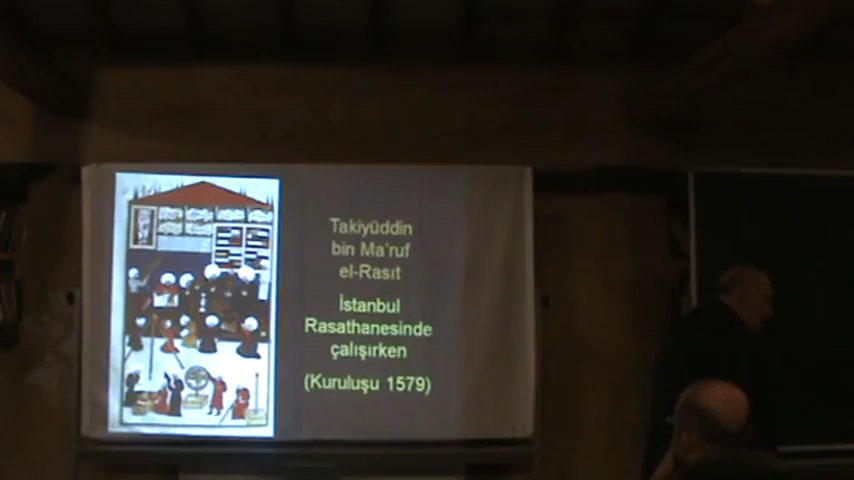 Takiyüddin
bin Ma'ruf
el-Rasıt
İstanbul
Rasathanesinde
çalışırken
(Kuruluşu 1579)